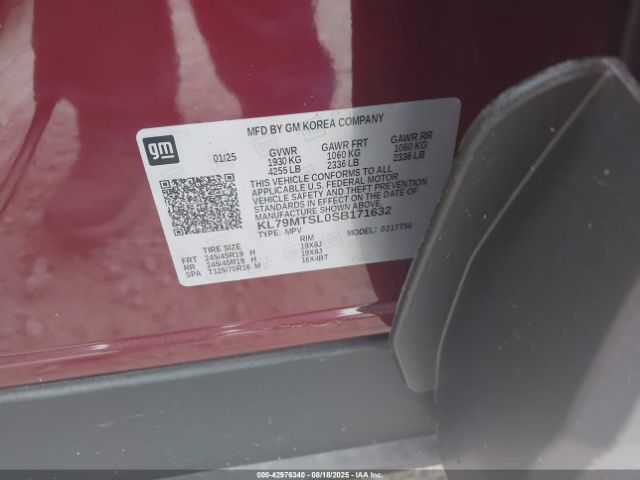 MFD BY GM KOREA COMPANY
gm
01/25
GVWR GAWR FRT GAWR RR
1930 KG 1060 KG 1060 KG
4255 LB 2336 LB 2336 LB
THIS VEHICLE CONFORMS TO ALL
APPLICABLE U.S. FEDERAL MOTOR
VEHICLE SAFETY AND THEFT PREVENTION
STANDARDS IN EFFECT ON THE DATE OF
MANUFACTURE SHOWN ABOVE.
KL79MTSL0SB171632
TYPE: MPV MODEL: 021TT56
TIRE SIZE RIM
FRT 245/45R19 H 19X8J
RR 245/45R19 H 19X8J
SPA T125/70R16 M 16X4BT
000-42976340 - 08/18/2025 - IAAI.COM